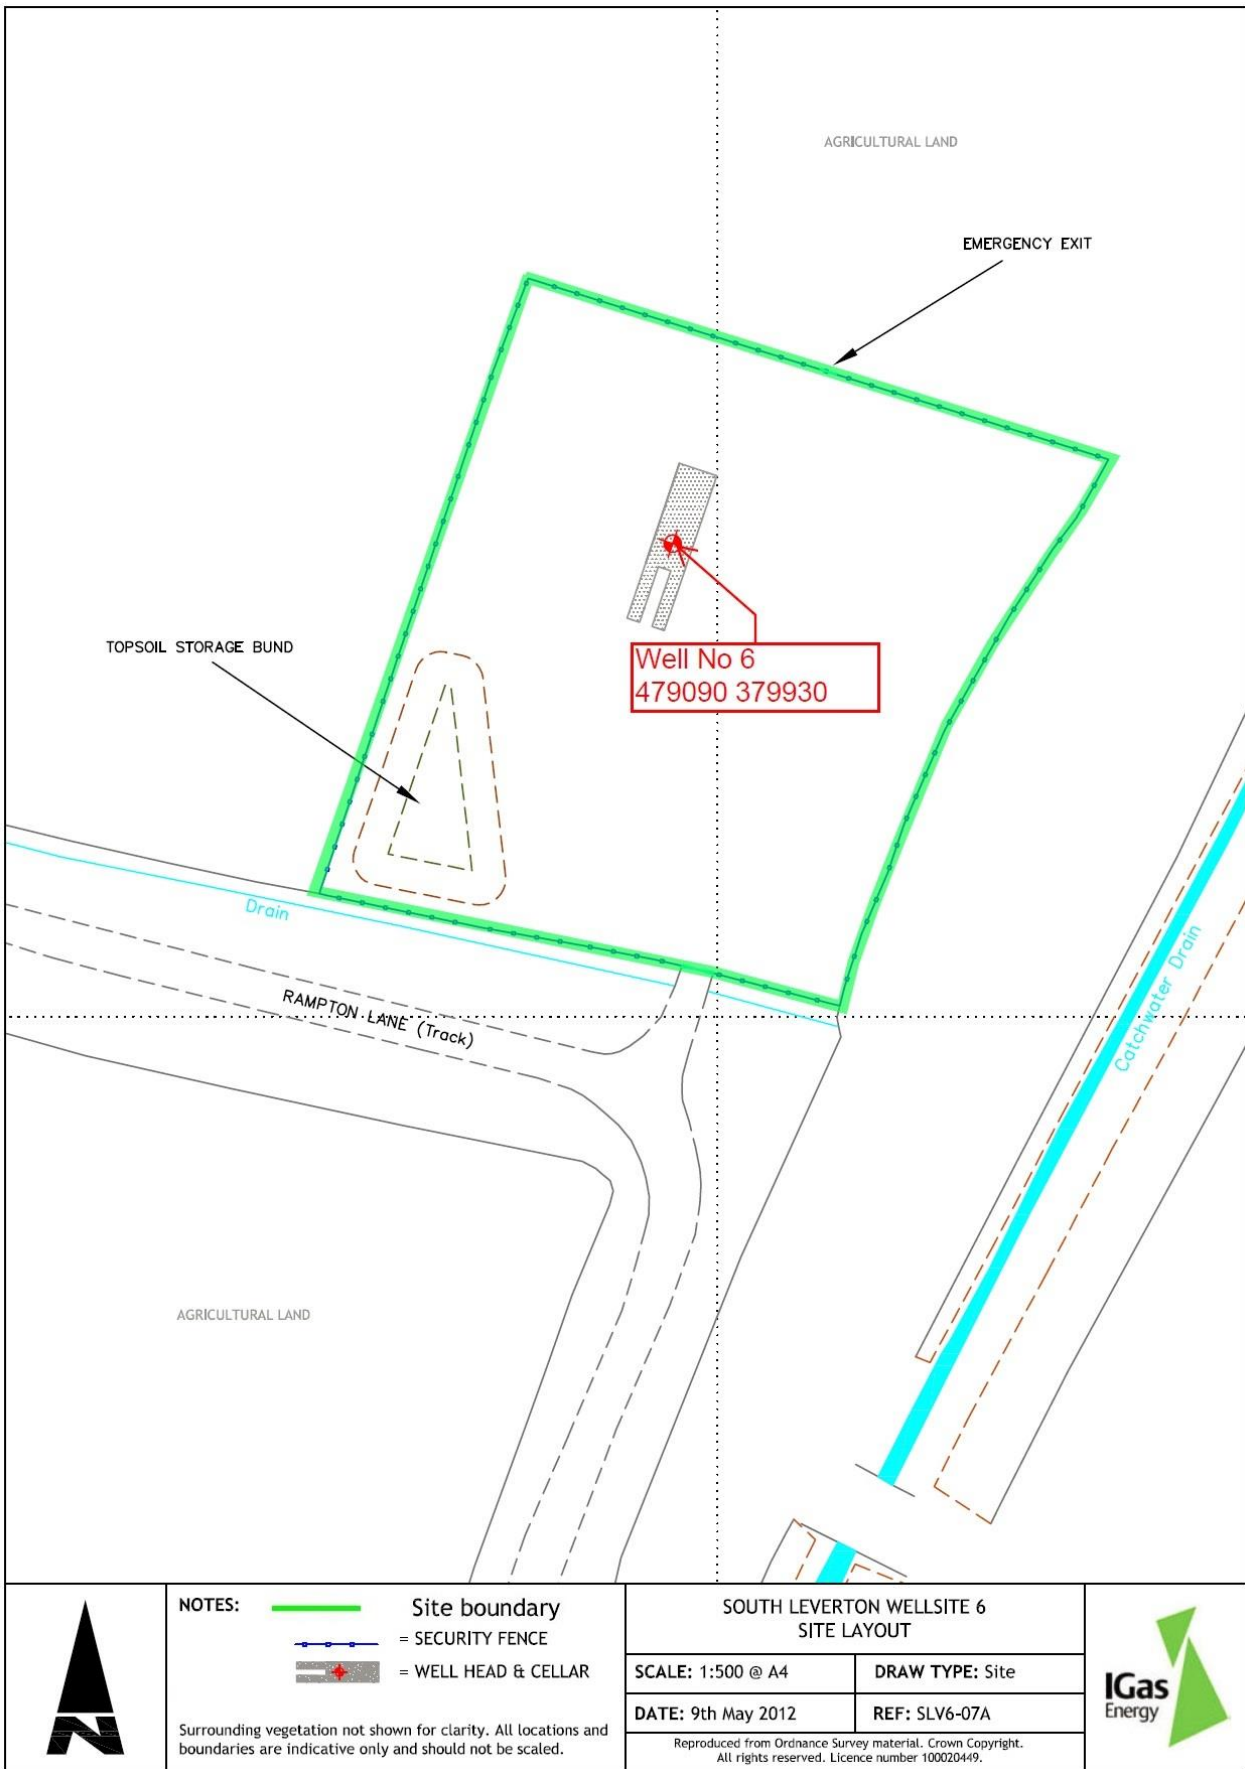 AGRICULTURAL LAND
EMERGENCY EXIT
TOPSOIL STORAGE BUND
Well No 6
479090 379930
Drain
RAMPTON LANE (Track)
Catchwater Drain
AGRICULTURAL LAND
N
NOTES:
Site boundary
= SECURITY FENCE
= WELL HEAD & CELLAR
Surrounding vegetation not shown for clarity. All locations and
boundaries are indicative only and should not be scaled.
SOUTH LEVERTON WELLSITE 6
SITE LAYOUT
SCALE: 1:500 @ A4
DRAW TYPE: Site
DATE: 9th May 2012
REF: SLV6-07A
Reproduced from Ordnance Survey material. Crown Copyright.
All rights reserved. Licence number 100020449.
IGas
Energy